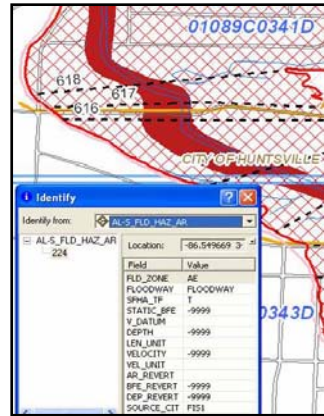 01089C0341D
618
617
616
CITY OF HUNTSVILLE
Identify
Identify from: AL-S_FLD_HAZ_AR
AL-S_FLD_HAZ_AR
224
Location: -86.549669
Field Value
FLD_ZONE AE
FLOODWAY FLOODWAY
SFHA_TF T
STATIC_BFE -9999
V_DATUM
DEPTH -9999
LEN_UNIT
VELOCITY -9999
VEL_UNIT
AR_REVERT
BFE_REVERT -9999
DEP_REVERT -9999
SOURCE_CIT FIS1
0343D